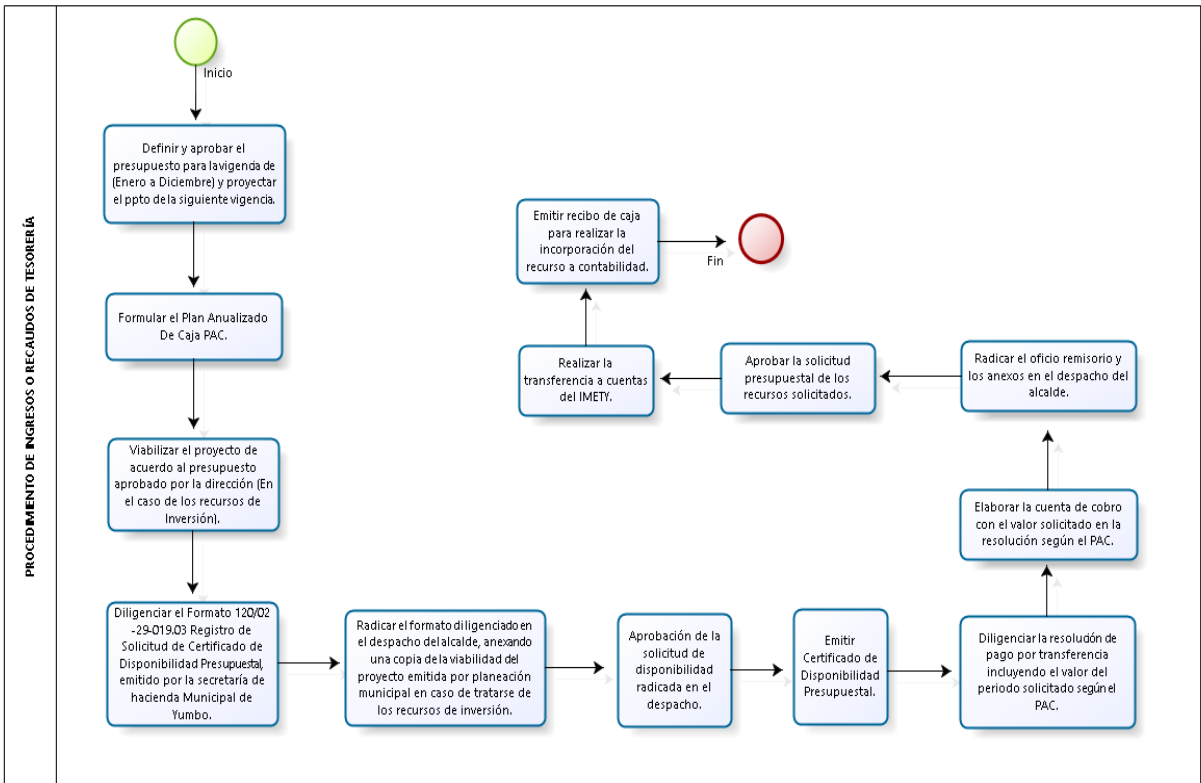 PROCEDIMIENTO DE INGRESOS O RECAUDOS DE TESORERÍA
Inicio
Definir y aprobar el
presupuesto para lavigencia de
(Enero a Diciembre) y proyectar
el ppto de la siguiente vigencia.
Formular el Plan Anualizado
De Caja PAC.
Viabilizar el proyecto de
acuerdo al presupuesto
aprobado por la dirección (En
el caso de los recursos de
Inversión).
Diligenciar el Formato 120/02
-29-019.03 Registro de
Solicitud de Certificado de
Disponibilidad Presupuestal,
emitido por la secretaría de
hacienda Municipal de
Yumbo.
Radicar el formato diligenciado en
el despacho del alcalde, anexando
una copia de la viabilidad del
proyecto emitida por planeación
municipal en caso de tratarse de
los recursos de inversión.
Aprobación de la
solicitud de
disponibilidad
radicada en el
despacho.
Emitir
Certificado de
Disponibilidad
Presupuestal.
Diligenciar la resolución de
pago por transferencia
incluyendo el valor del
periodo solicitado según el
PAC.
Elaborar la cuenta de cobro
con el valor solicitado en la
resolución según el PAC.
Radicar el oficio remisorio y
los anexos en el despacho del
alcalde.
Aprobar la solicitud
presupuestal de los
recursos solicitados.
Realizar la
transferencia a cuentas
del IMETY.
Emitir recibo de caja
para realizar la
incorporación del
recurso a contabilidad.
Fin